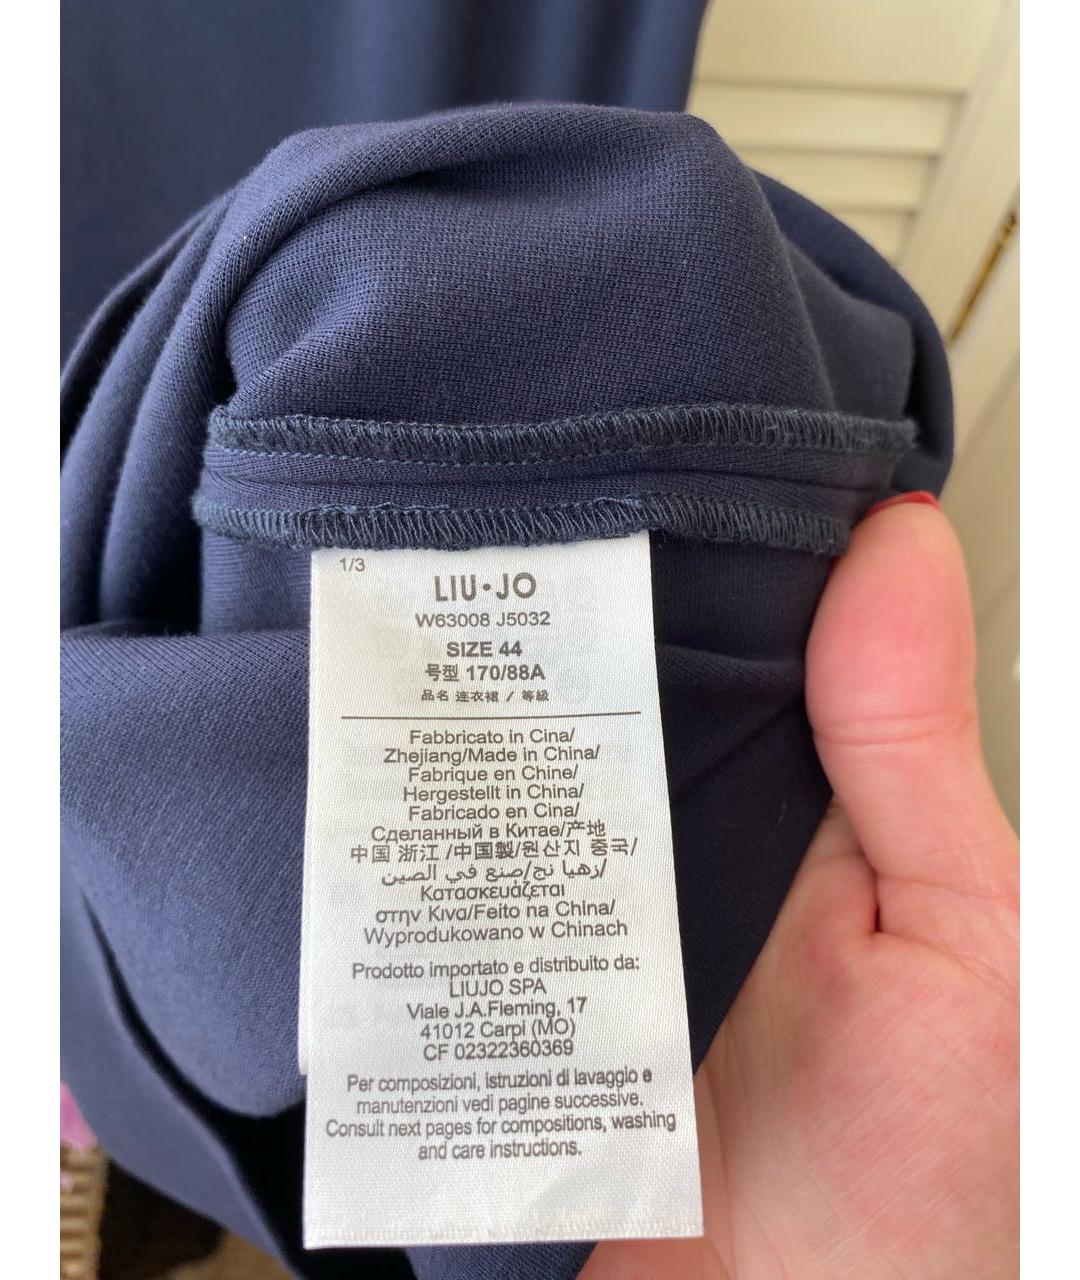 1/3
LIU·JO
W63008 J5032
SIZE 44
号型 170/88A
品名 连衣裙 / 等級
Fabbricato in Cina/
Zhejiang/Made in China/
Fabrique en Chine/
Hergestellt in China/
Fabricado en Cina/
Сделанный в Китае/产地
中国 浙江 /中国製/원산지 중국/
زهيا نج/صنع في الصين/
Κατασκευάζεται
στην Κινα/Feito na China/
Wyprodukowano w Chinach
Prodotto importato e distribuito da:
LIUJO SPA
Viale J.A.Fleming, 17
41012 Carpi (MO)
CF 02322360369
Per composizioni, istruzioni di lavaggio e
manutenzioni vedi pagine successive.
Consult next pages for compositions, washing
and care instructions.